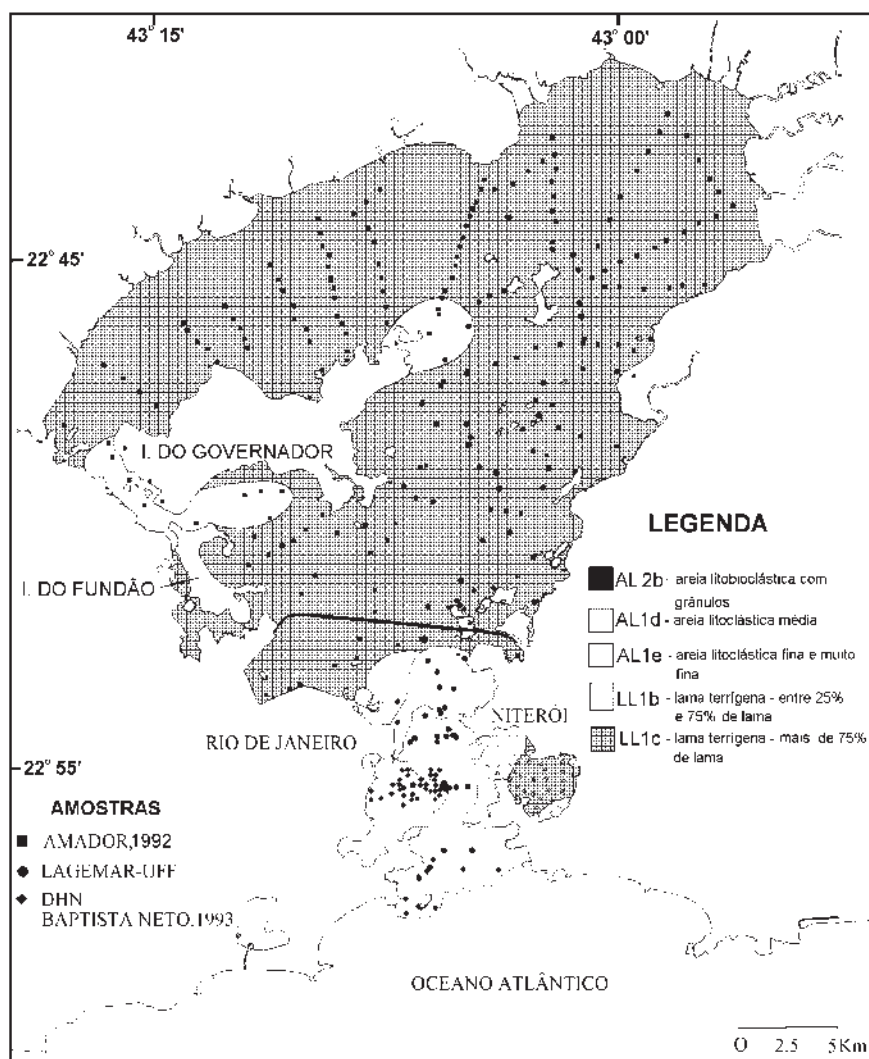 43° 15'
43° 00'
22° 45'
I. DO GOVERNADOR
I. DO FUNDÃO
LEGENDA
AL2b - areia litobioclástica com
grânulos
AL1d - areia litoclástica média
AL1e - areia litoclástica fina e muito
fina
LL1b - lama terrígena - entre 25%
e 75% de lama
LL1c - lama terrígena - mais de 75%
de lama
NITERÓI
RIO DE JANEIRO
22° 55'
AMOSTRAS
AMADOR,1992
LAGEMAR-UFF
DHN
BAPTISTA NETO.1993
OCEANO ATLÂNTICO
O 2.5 5Km